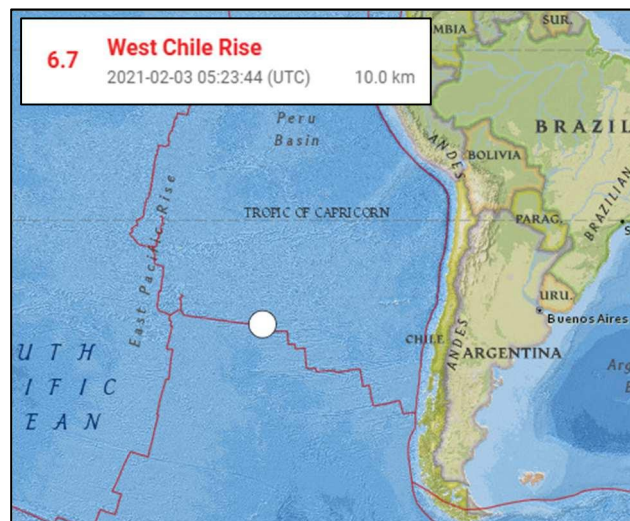 6.7
West Chile Rise
2021-02-03 05:23:44 (UTC) 10.0 km
MBIA
SUR.
Peru
Basin
BRAZIL
ANDES
BOLIVIA
TROPIC OF CAPRICORN
PARAG.
BRAZILIAN
S
East Pacific Rise
URU.
Buenos Aires
CHILE
ANDES
ARGENTINA
UTH
IFIC
EAN
Arg